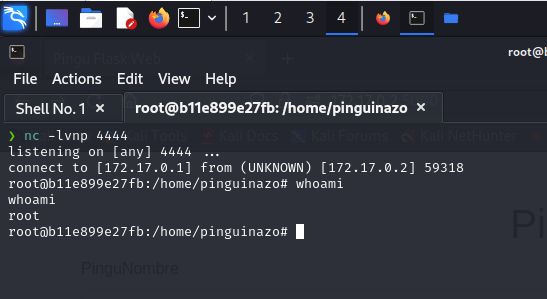 1 2 3 4
Pingu Flask Web
root@b
File Actions Edit View Help
Shell No. 1 root@b11e899e27fb: /home/pinguinazo
❯ nc -lvnp 4444
listening on [any] 4444 ...
connect to [172.17.0.1] from (UNKNOWN) [172.17.0.2] 59318
root@b11e899e27fb:/home/pinguinazo# whoami
whoami
root
root@b11e899e27fb:/home/pinguinazo#
Kali Docs Kali Forums Kali NetHunter
Pi
PinguNombre